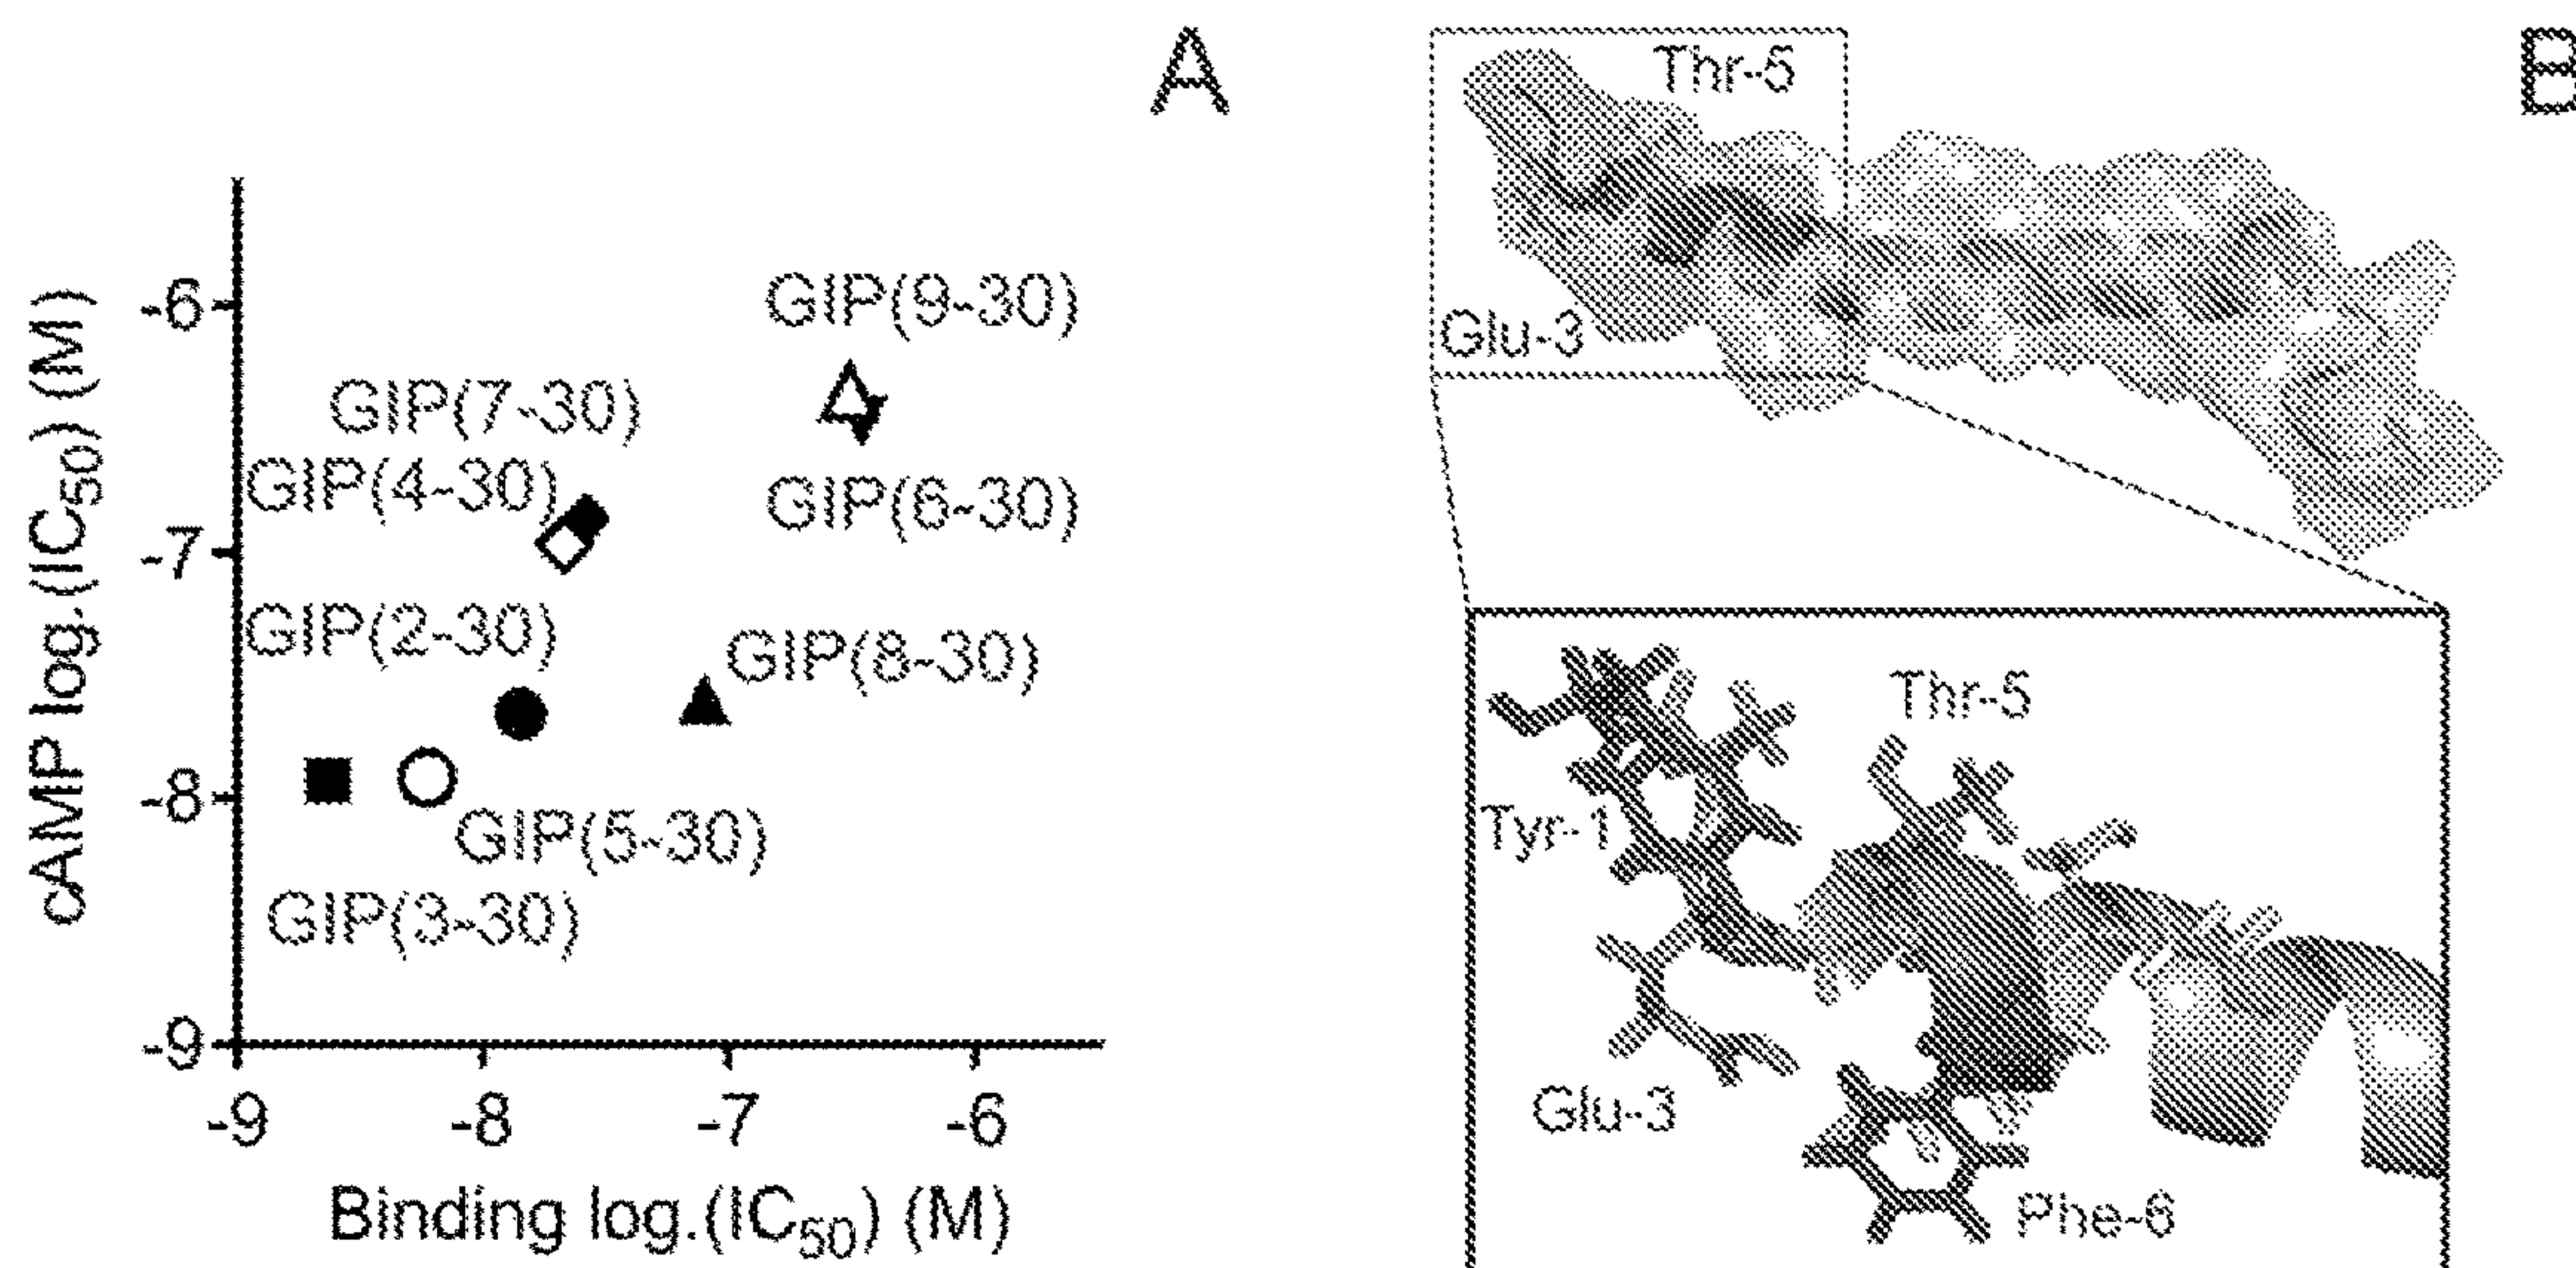 A
cAMP log.(IC50) (M)
-6
-7
-8
-9
GIP(9-30)
GIP(7-30)
GIP(4-30)
GIP(6-30)
GIP(2-30)
GIP(8-30)
GIP(5-30)
GIP(3-30)
-9 -8 -7 -6
Binding log.(IC50) (M)
B
Thr-5
Glu-3
Thr-5
Tyr-1
Glu-3
Phe-6